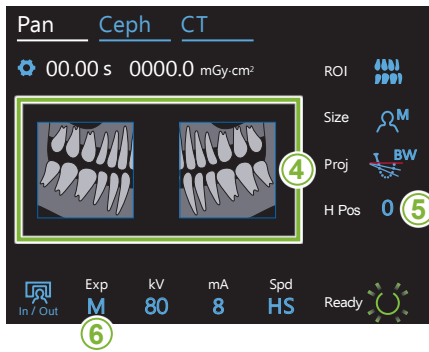 Pan Ceph CT
00.00 s 0000.0 mGy·cm²
ROI
Size M
4
Proj BW
H Pos 0 5
Exp kV mA Spd
In / Out M 80 8 HS Ready
6